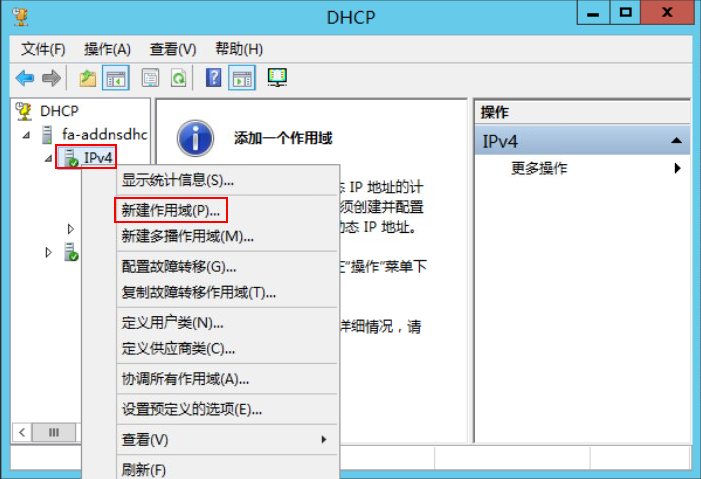 DHCP
文件(F) 操作(A) 查看(V) 帮助(H)
DHCP
fa-addnsdhc
IPv4
添加一个作用域
态 IP 地址的计
须创建并配置
动态 IP 地址。
“操作”菜单下
详细情况，请
显示统计信息(S)...
新建作用域(P)...
新建多播作用域(M)...
配置故障转移(G)...
复制故障转移作用域(T)...
定义用户类(N)...
定义供应商类(C)...
协调所有作用域(A)...
设置预定义的选项(E)...
查看(V)
刷新(F)
操作
IPv4
更多操作